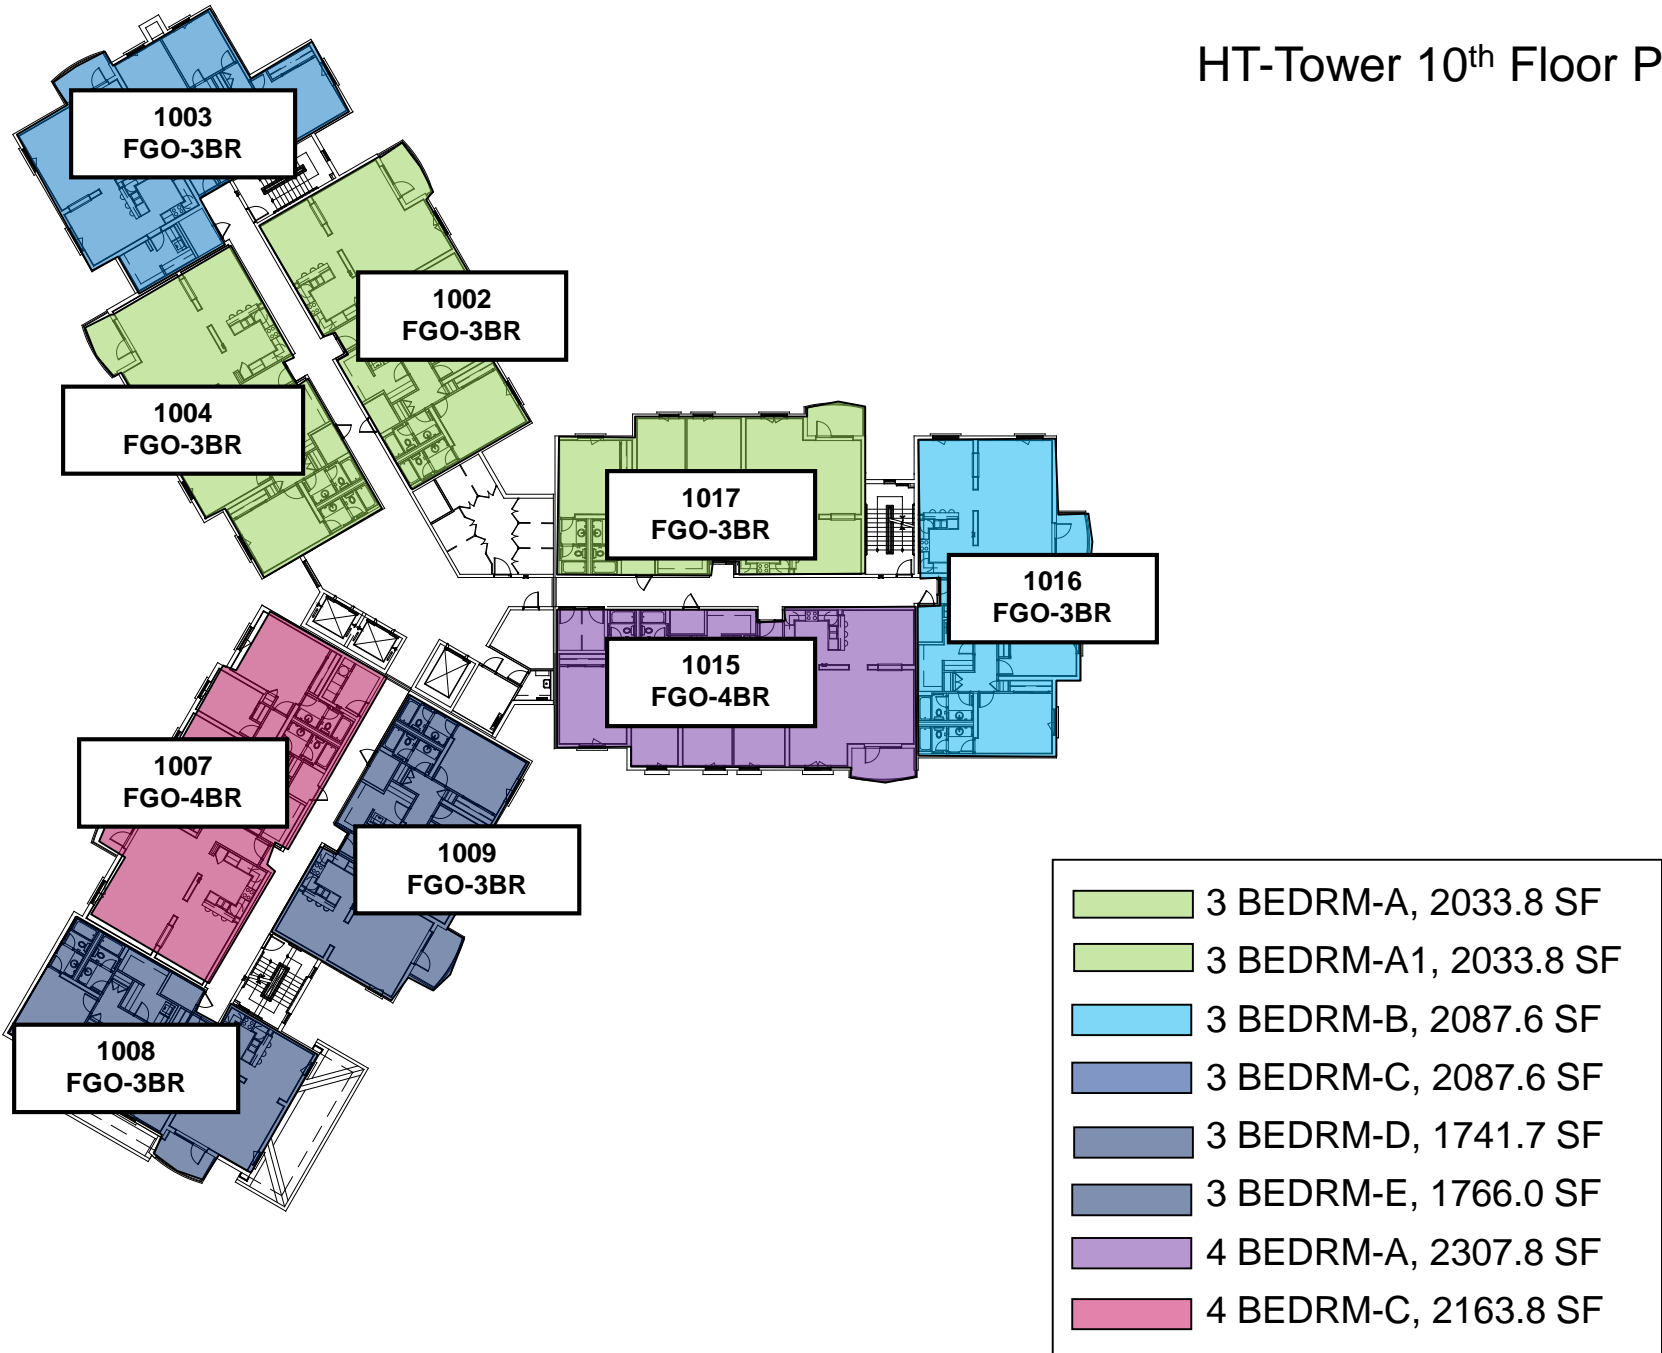 HT-Tower 10th Floor P
1003
FGO-3BR
1002
FGO-3BR
1004
FGO-3BR
1017
FGO-3BR
1016
FGO-3BR
1015
FGO-4BR
1007
FGO-4BR
1009
FGO-3BR
1008
FGO-3BR
3 BEDRM-A, 2033.8 SF
3 BEDRM-A1, 2033.8 SF
3 BEDRM-B, 2087.6 SF
3 BEDRM-C, 2087.6 SF
3 BEDRM-D, 1741.7 SF
3 BEDRM-E, 1766.0 SF
4 BEDRM-A, 2307.8 SF
4 BEDRM-C, 2163.8 SF